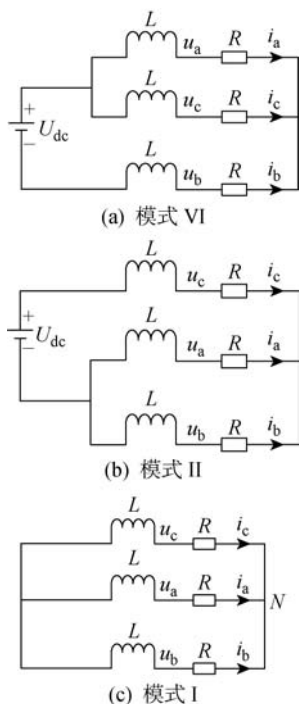 L
u_a R i_a
L
u_c R i_c
+
U_dc
−
L
u_b R i_b
(a) 模式 VI
L
u_c R i_c
+
U_dc
−
L
u_a R i_a
L
u_b R i_b
(b) 模式 II
L
u_c R i_c
L
u_a R i_a N
L
u_b R i_b
(c) 模式 I